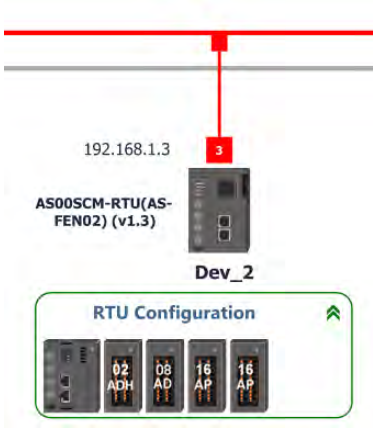 192.168.1.3
3
AS00SCM-RTU(AS-
FEN02) (v1.3)
Dev_2
RTU Configuration
02
ADH
08
AD
16
AP
16
AP